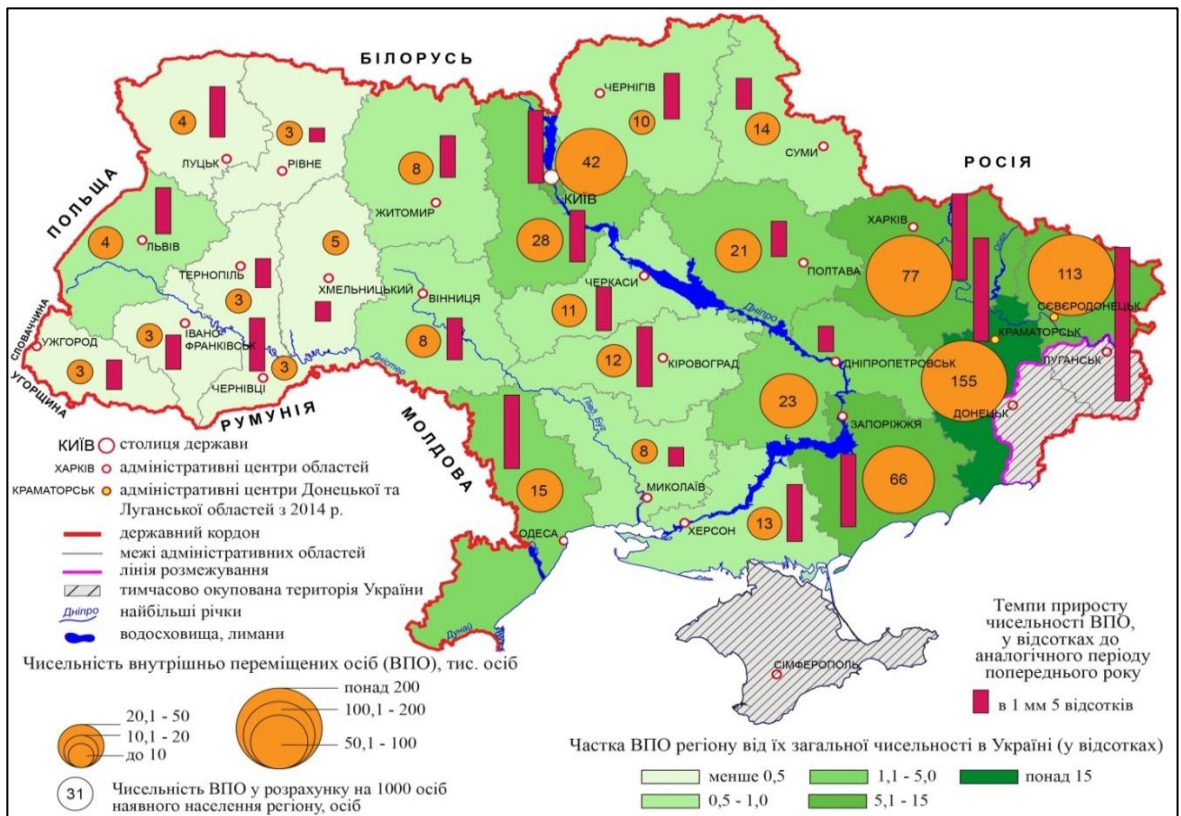 БІЛОРУСЬ
ПОЛЬЩА
РОСІЯ
СЛОВАЧЧИНА
УГОРЩИНА
РУМУНІЯ
МОЛДОВА
4
ЛУЦЬК
3
РІВНЕ
8
ЖИТОМИР
42
КИЇВ
28
ЧЕРНІГІВ
10
14
СУМИ
4
ЛЬВІВ
ТЕРНОПІЛЬ
3
5
ХМЕЛЬНИЦЬКИЙ
ВІННИЦЯ
8
ЧЕРКАСИ
11
21
ПОЛТАВА
ХАРКІВ
77
113
СЄВЄРОДОНЕЦЬК
КРАМАТОРСЬК
ЛУГАНСЬК
155
ДОНЕЦЬК
УЖГОРОД
3
3
ІВАНО-
ФРАНКІВСЬК
ЧЕРНІВЦІ
3
Дністер
Дніпро
Півд. Буг
12
КІРОВОГРАД
ДНІПРОПЕТРОВСЬК
23
ЗАПОРІЖЖЯ
66
8
МИКОЛАЇВ
15
ОДЕСА
ХЕРСОН
13
Дунай
СІМФЕРОПОЛЬ
КИЇВ столиця держави
ХАРКІВ адміністративні центри областей
КРАМАТОРСЬК адміністративні центри Донецької та
Луганської областей з 2014 р.
державний кордон
межі адміністративних областей
лінія розмежування
тимчасово окупована територія України
Дніпро найбільші річки
водосховища, лимани
Чисельність внутрішньо переміщених осіб (ВПО), тис. осіб
20,1 - 50
10,1 - 20
до 10
понад 200
100,1 - 200
50,1 - 100
31 Чисельність ВПО у розрахунку на 1000 осіб
наявного населення регіону, осіб
Темпи приросту
чисельності ВПО,
у відсотках до
аналогічного періоду
попереднього року
в 1 мм 5 відсотків
Частка ВПО регіону від їх загальної чисельності в Україні (у відсотках)
менше 0,5
0,5 - 1,0
1,1 - 5,0
5,1 - 15
понад 15